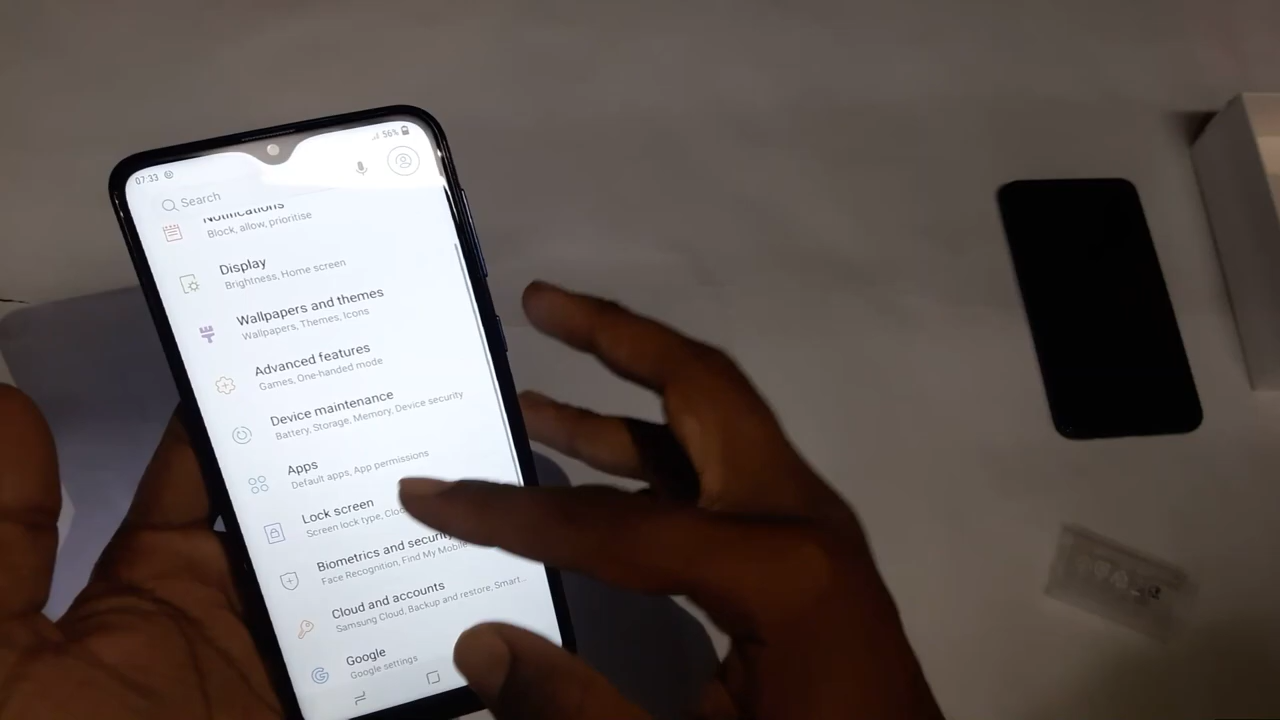 07:33
56%
Search
Notifications
Block, allow, prioritise
Display
Brightness, Home screen
Wallpapers and themes
Wallpapers, Themes, Icons
Advanced features
Games, One-handed mode
Device maintenance
Battery, Storage, Memory, Device security
Apps
Default apps, App permissions
Lock screen
Screen lock type,
Biometrics and security
Face Recognition, Find My Mobile
Cloud and accounts
Samsung Cloud, Backup and restore, Smart...
Google
Google settings